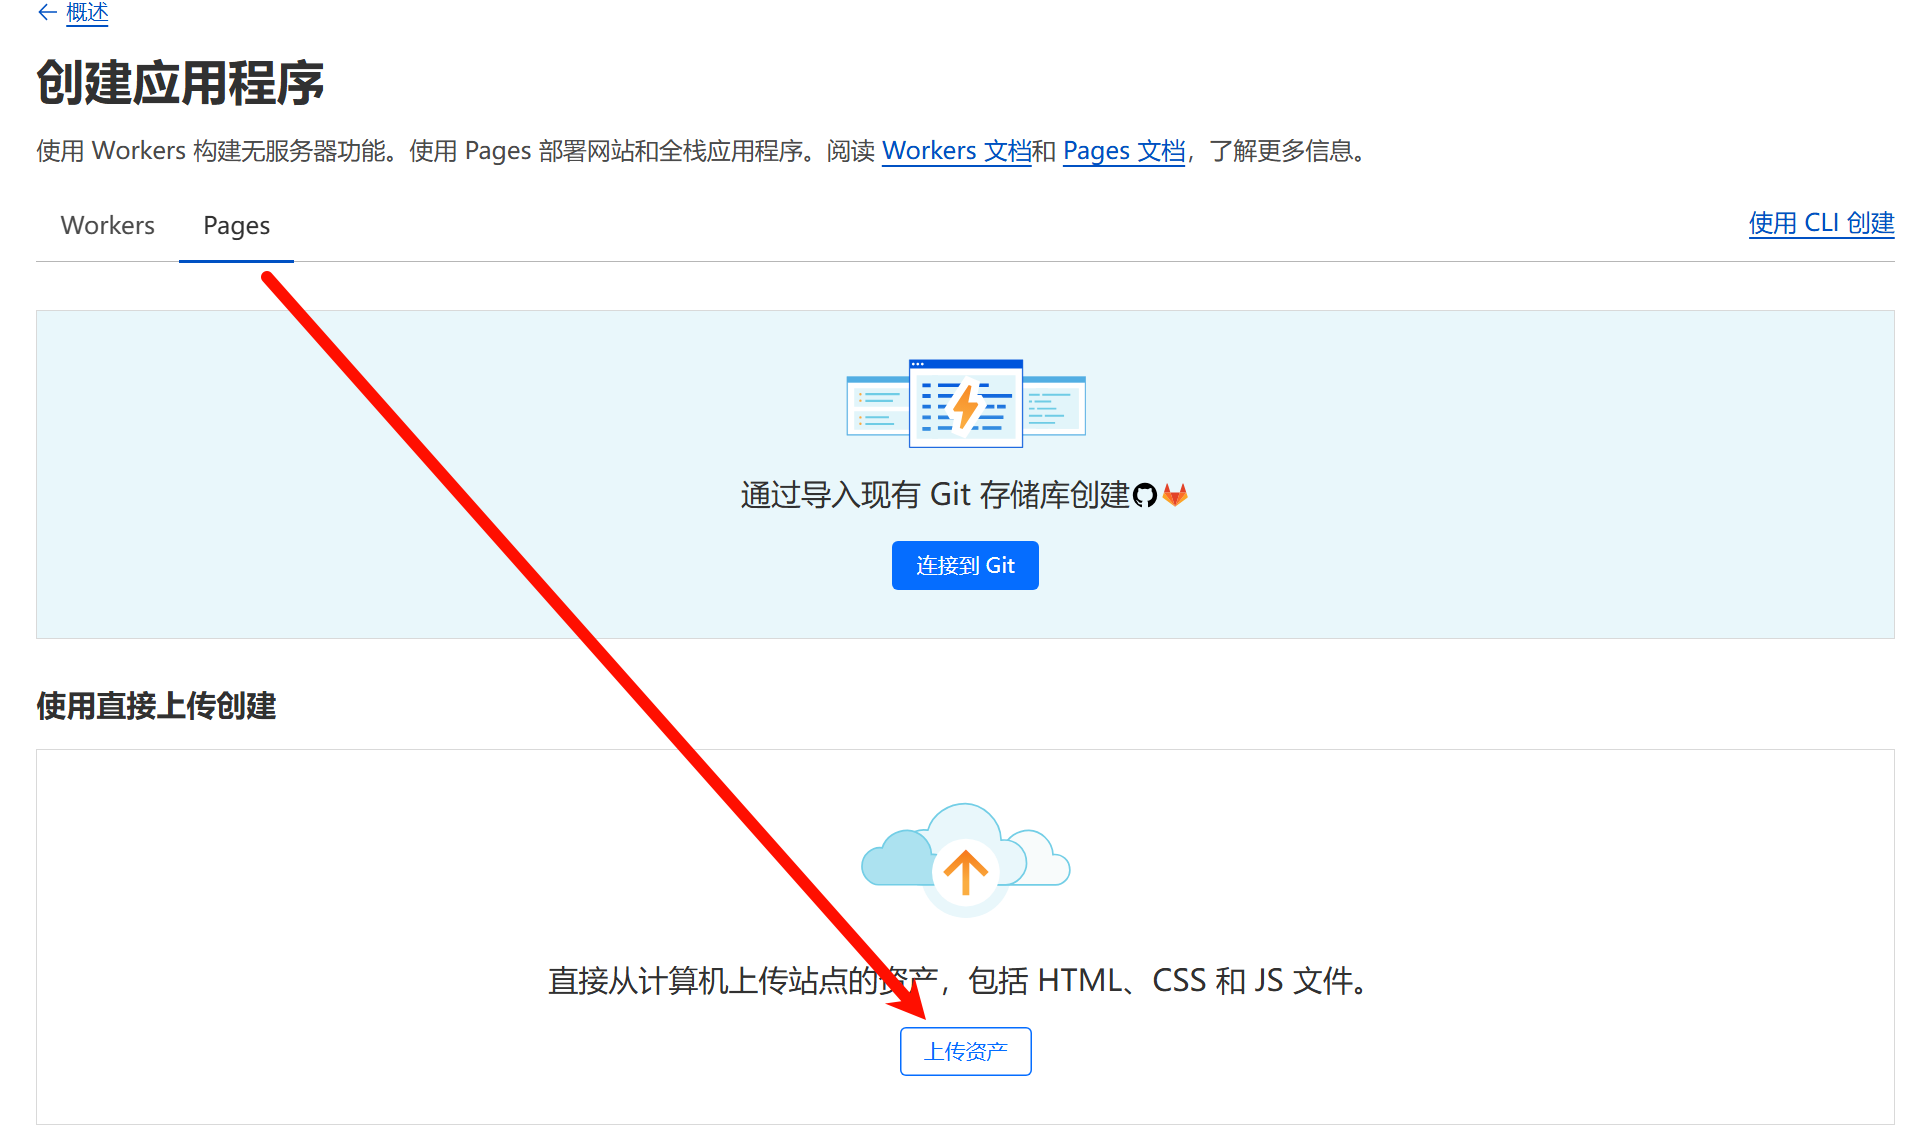 概述
创建应用程序
使用 Workers 构建无服务器功能。使用 Pages 部署网站和全栈应用程序。阅读 Workers 文档和 Pages 文档，了解更多信息。
Workers Pages 使用 CLI 创建
通过导入现有 Git 存储库创建
连接到 Git
使用直接上传创建
直接从计算机上传站点的资产，包括 HTML、CSS 和 JS 文件。
上传资产